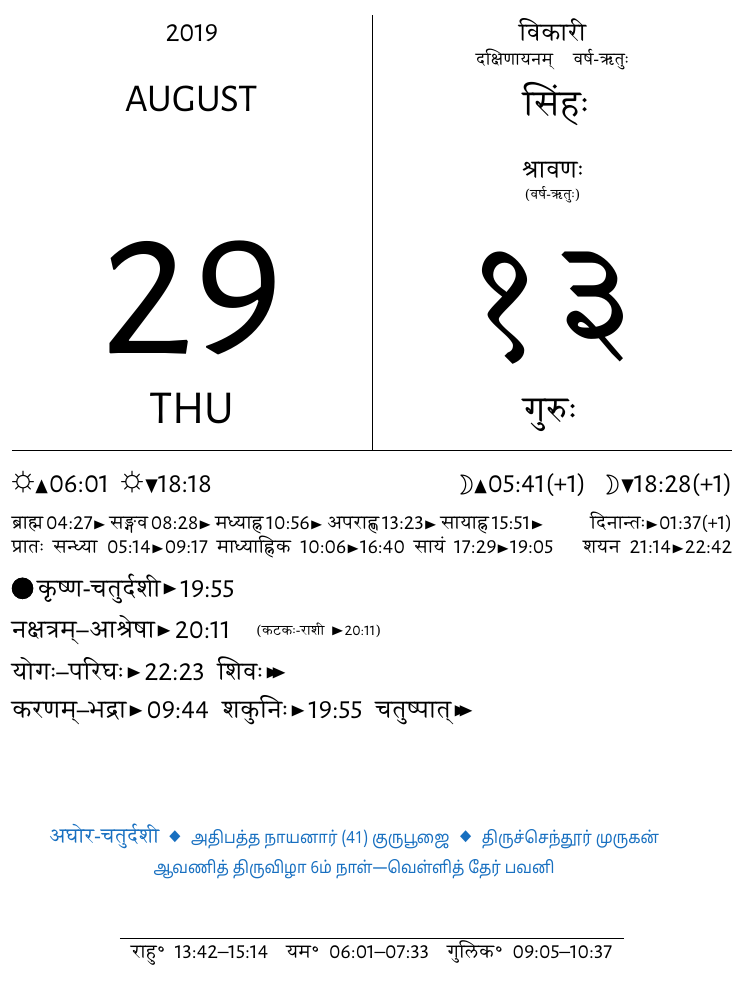 2019
AUGUST
29
THU
विकारी
दक्षिणायनम् वर्ष-ऋतुः
सिंहः
श्रावणः
(वर्ष-ऋतुः)
१३
गुरुः
☼▲06:01 ☼▼18:18 ☽▲05:41(+1) ☽▼18:28(+1)
ब्राह्म 04:27► सङ्गव 08:28► मध्याह्न 10:56► अपराह्ण 13:23► सायाह्न 15:51► दिनान्तः►01:37(+1)
प्रातः सन्ध्या 05:14►09:17 माध्याह्निक 10:06►16:40 सायं 17:29►19:05 शयन 21:14►22:42
कृष्ण-चतुर्दशी►19:55
नक्षत्रम्–आश्रेषा►20:11 (कटकः-राशी ►20:11)
योगः–परिघः►22:23 शिवः►►
करणम्–भद्रा►09:44 शकुनिः►19:55 चतुष्पात्►►
अघोर-चतुर्दशी ◆ அதிபத்த நாயனார் (41) குருபூஜை ◆ திருச்செந்தூர் முருகன்
ஆவணித் திருவிழா 6ம் நாள்—வெள்ளித் தேர் பவனி
राहु° 13:42–15:14 यम° 06:01–07:33 गुलिक° 09:05–10:37